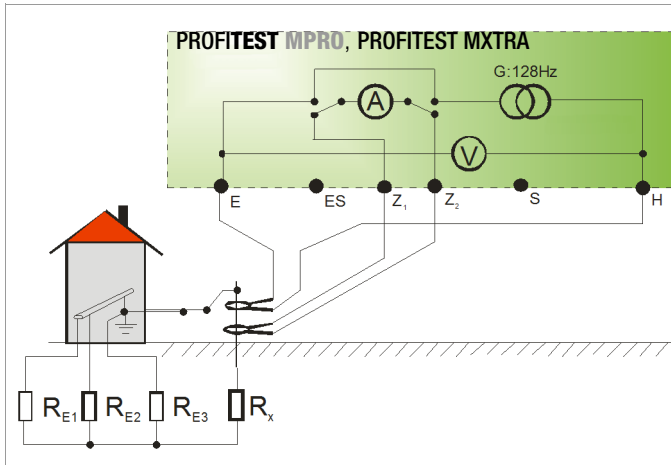 PROFITEST MPRO, PROFITEST MXTRA
G:128Hz
A
V
E
ES
Z1
Z2
S
H
RE1
RE2
RE3
Rx